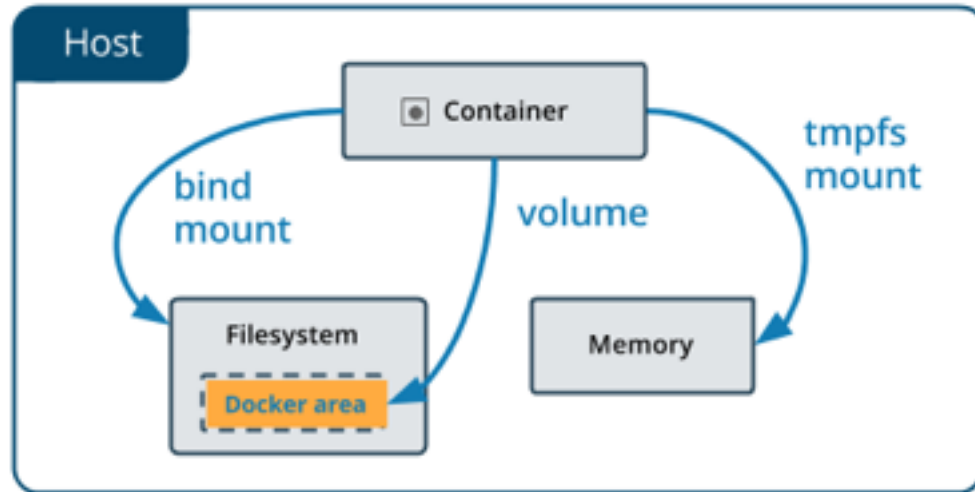 Host
Container
bind
mount
volume
tmpfs
mount
Filesystem
Docker area
Memory